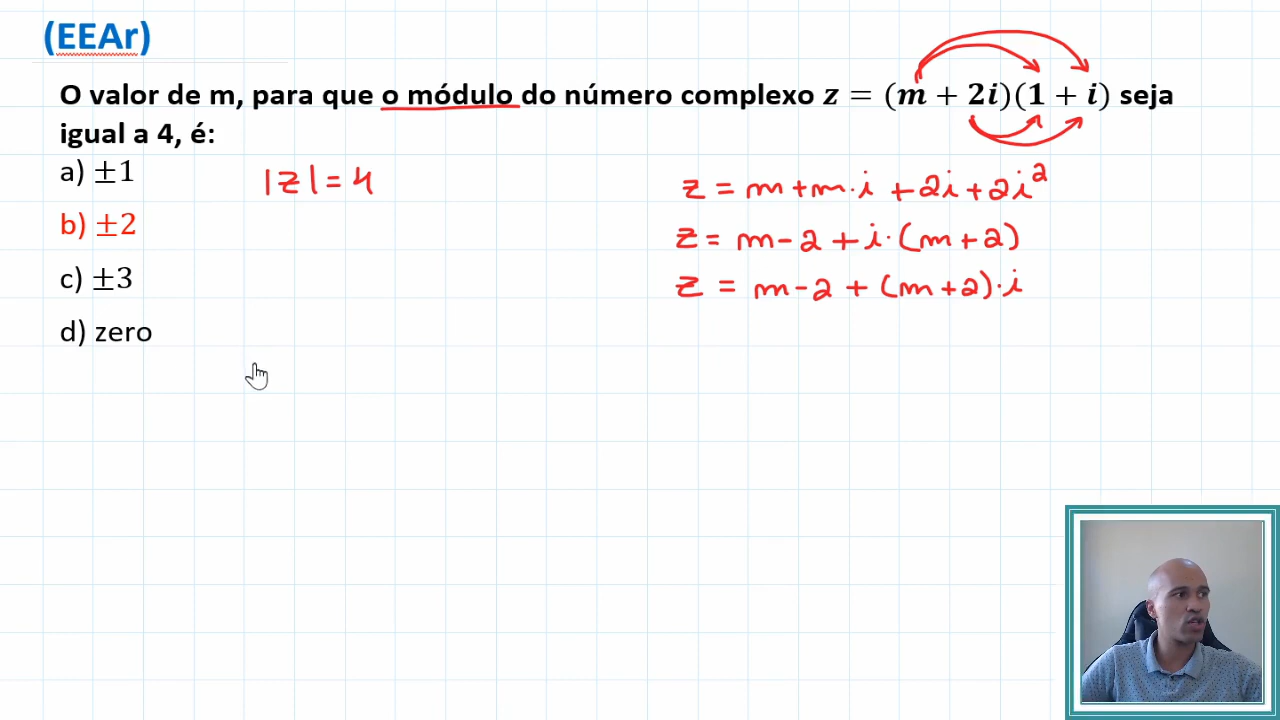 (EEAr)
O valor de m, para que o módulo do número complexo z = (m + 2i)(1 + i) seja
igual a 4, é:
a) ±1
b) ±2
c) ±3
d) zero
|z| = 4
z = m + m·i + 2i + 2i²
z = m - 2 + i·(m + 2)
z = m - 2 + (m + 2)·i